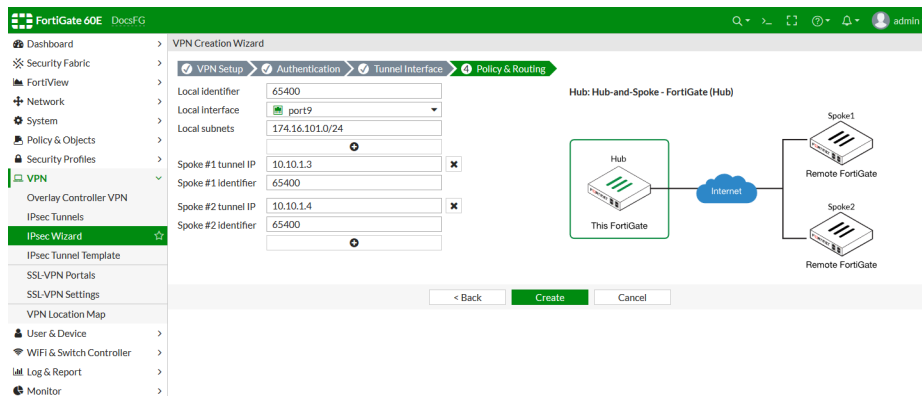 FortiGate 60E DocsFG
admin
Dashboard
Security Fabric
FortiView
Network
System
Policy & Objects
Security Profiles
VPN
Overlay Controller VPN
IPsec Tunnels
IPsec Wizard
IPsec Tunnel Template
SSL-VPN Portals
SSL-VPN Settings
VPN Location Map
User & Device
WiFi & Switch Controller
Log & Report
Monitor
VPN Creation Wizard
VPN Setup Authentication Tunnel Interface 4 Policy & Routing
Local identifier 65400
Local interface port9
Local subnets 174.16.101.0/24
Spoke #1 tunnel IP 10.10.1.3
Spoke #1 identifier 65400
Spoke #2 tunnel IP 10.10.1.4
Spoke #2 identifier 65400
Hub: Hub-and-Spoke - FortiGate (Hub)
Hub
This FortiGate
Internet
Spoke1
Remote FortiGate
Spoke2
Remote FortiGate
< Back Create Cancel